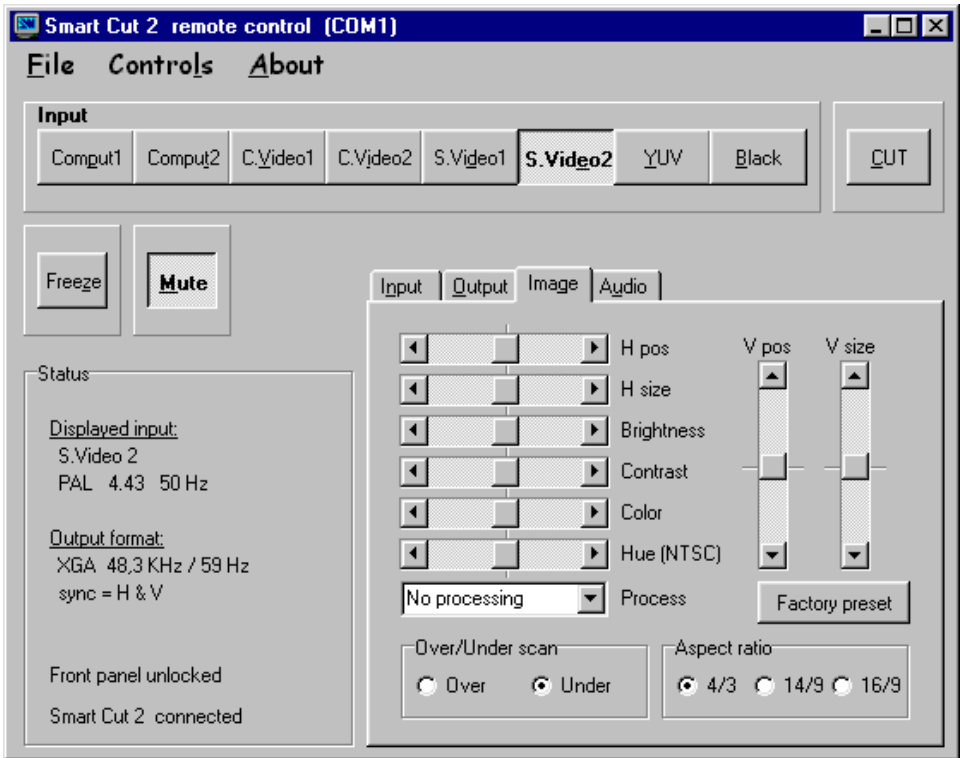 Smart Cut 2 remote control (COM1)
File Controls About
Input
Comput1 Comput2 C.Video1 C.Video2 S.Video1 S.Video2 YUV Black CUT
Freeze Mute
Input Output Image Audio
H pos
V pos V size
H size
Brightness
Contrast
Color
Hue (NTSC)
No processing Process
Factory preset
Over/Under scan
Over Under
Aspect ratio
4/3 14/9 16/9
Status
Displayed input:
S.Video 2
PAL 4.43 50 Hz
Output format:
XGA 48,3 KHz / 59 Hz
sync = H & V
Front panel unlocked
Smart Cut 2 connected